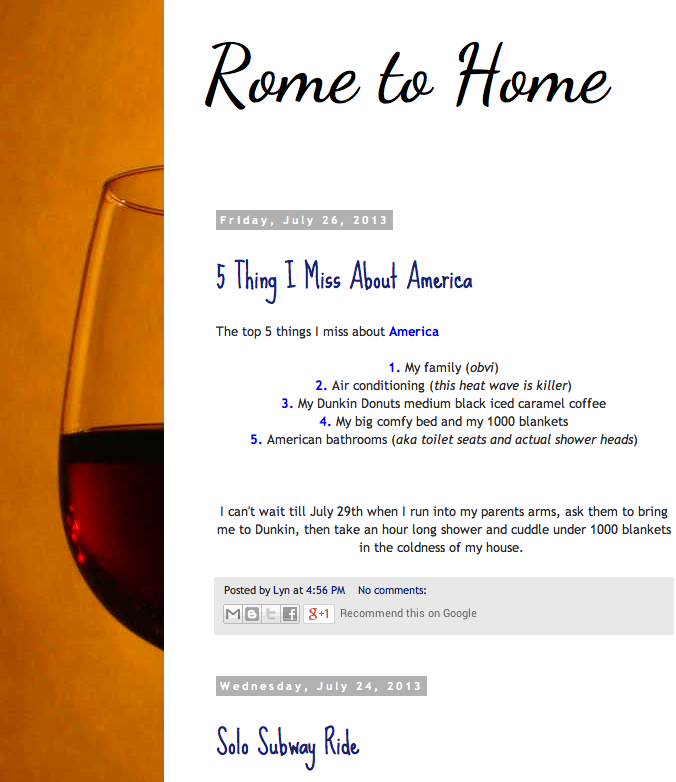 Rome to Home
Friday, July 26, 2013
5 Thing I Miss About America
The top 5 things I miss about America
1. My family (obvi)
2. Air conditioning (this heat wave is killer)
3. My Dunkin Donuts medium black iced caramel coffee
4. My big comfy bed and my 1000 blankets
5. American bathrooms (aka toilet seats and actual shower heads)
I can't wait till July 29th when I run into my parents arms, ask them to bring
me to Dunkin, then take an hour long shower and cuddle under 1000 blankets
in the coldness of my house.
Posted by Lyn at 4:56 PM No comments:
g+1 Recommend this on Google
Wednesday, July 24, 2013
Solo Subway Ride